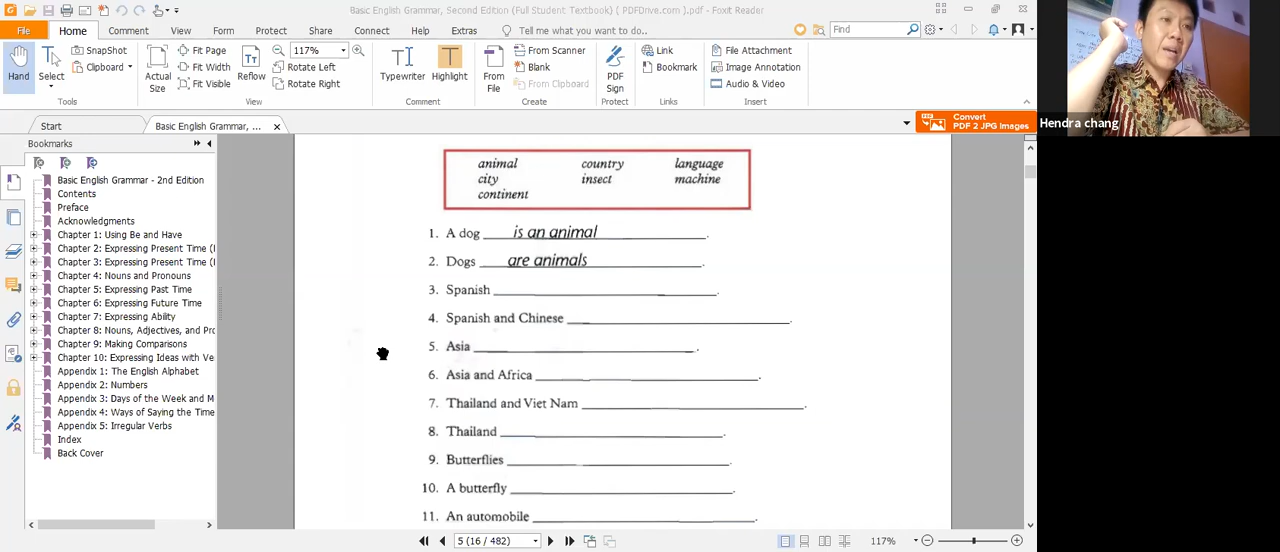 Basic English Grammar, Second Edition (Full Student Textbook) ( PDFDrive.com ).pdf - Foxit Reader
File Home Comment View Form Protect Share Connect Help Extras Tell me what you want to do.. Find
Hand
Select
SnapShot
Clipboard
Actual Size
Fit Page
Fit Width
Fit Visible
Reflow
117%
Rotate Left
Rotate Right
Typewriter
Highlight
From File
From Scanner
Blank
From Clipboard
PDF Sign
Link
Bookmark
File Attachment
Image Annotation
Audio & Video
Tools View Comment Create Protect Links Insert
Start Basic English Grammar, ...
Convert
PDF 2 JPG Images
Hendra chang
Bookmarks
Basic English Grammar - 2nd Edition
Contents
Preface
Acknowledgments
Chapter 1: Using Be and Have
Chapter 2: Expressing Present Time (
Chapter 3: Expressing Present Time (
Chapter 4: Nouns and Pronouns
Chapter 5: Expressing Past Time
Chapter 6: Expressing Future Time
Chapter 7: Expressing Ability
Chapter 8: Nouns, Adjectives, and Pro
Chapter 9: Making Comparisons
Chapter 10: Expressing Ideas with Ve
Appendix 1: The English Alphabet
Appendix 2: Numbers
Appendix 3: Days of the Week and M
Appendix 4: Ways of Saying the Time
Appendix 5: Irregular Verbs
Index
Back Cover
animal country language
city insect machine
continent
1. A dog is an animal.
2. Dogs are animals.
3. Spanish ____.
4. Spanish and Chinese ____.
5. Asia ____.
6. Asia and Africa ____.
7. Thailand and Viet Nam ____.
8. Thailand ____.
9. Butterflies ____.
10. A butterfly ____.
11. An automobile ____.
5 (16 / 482) 117%